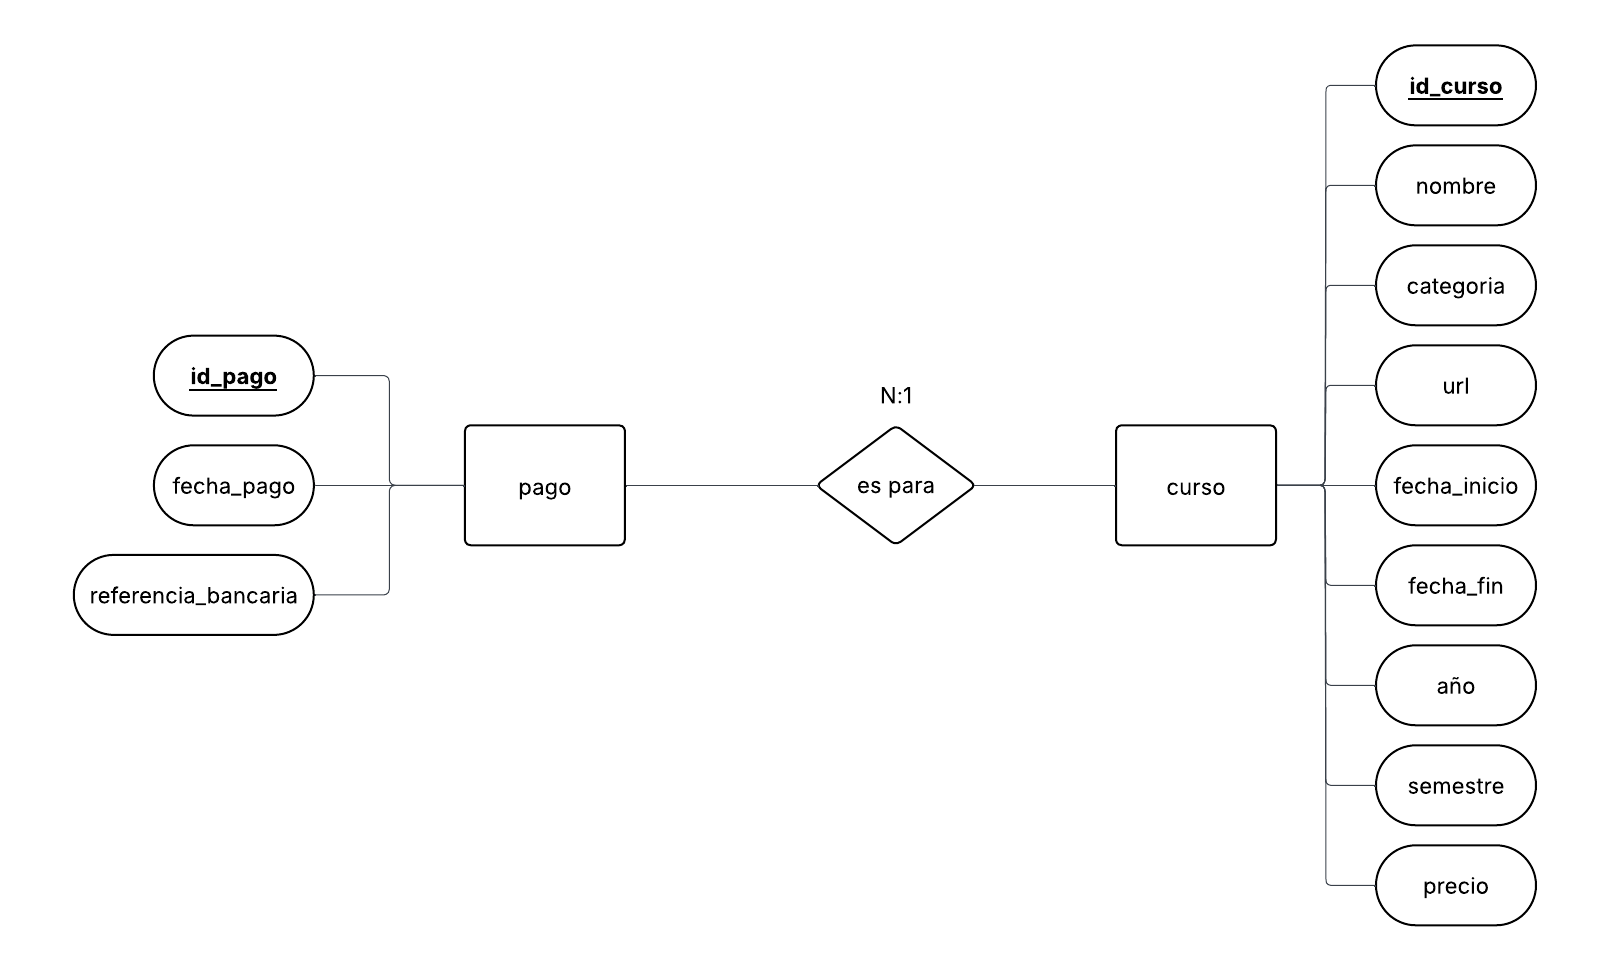 id_pago
fecha_pago
referencia_bancaria
pago
N:1
es para
curso
id_curso
nombre
categoria
url
fecha_inicio
fecha_fin
año
semestre
precio